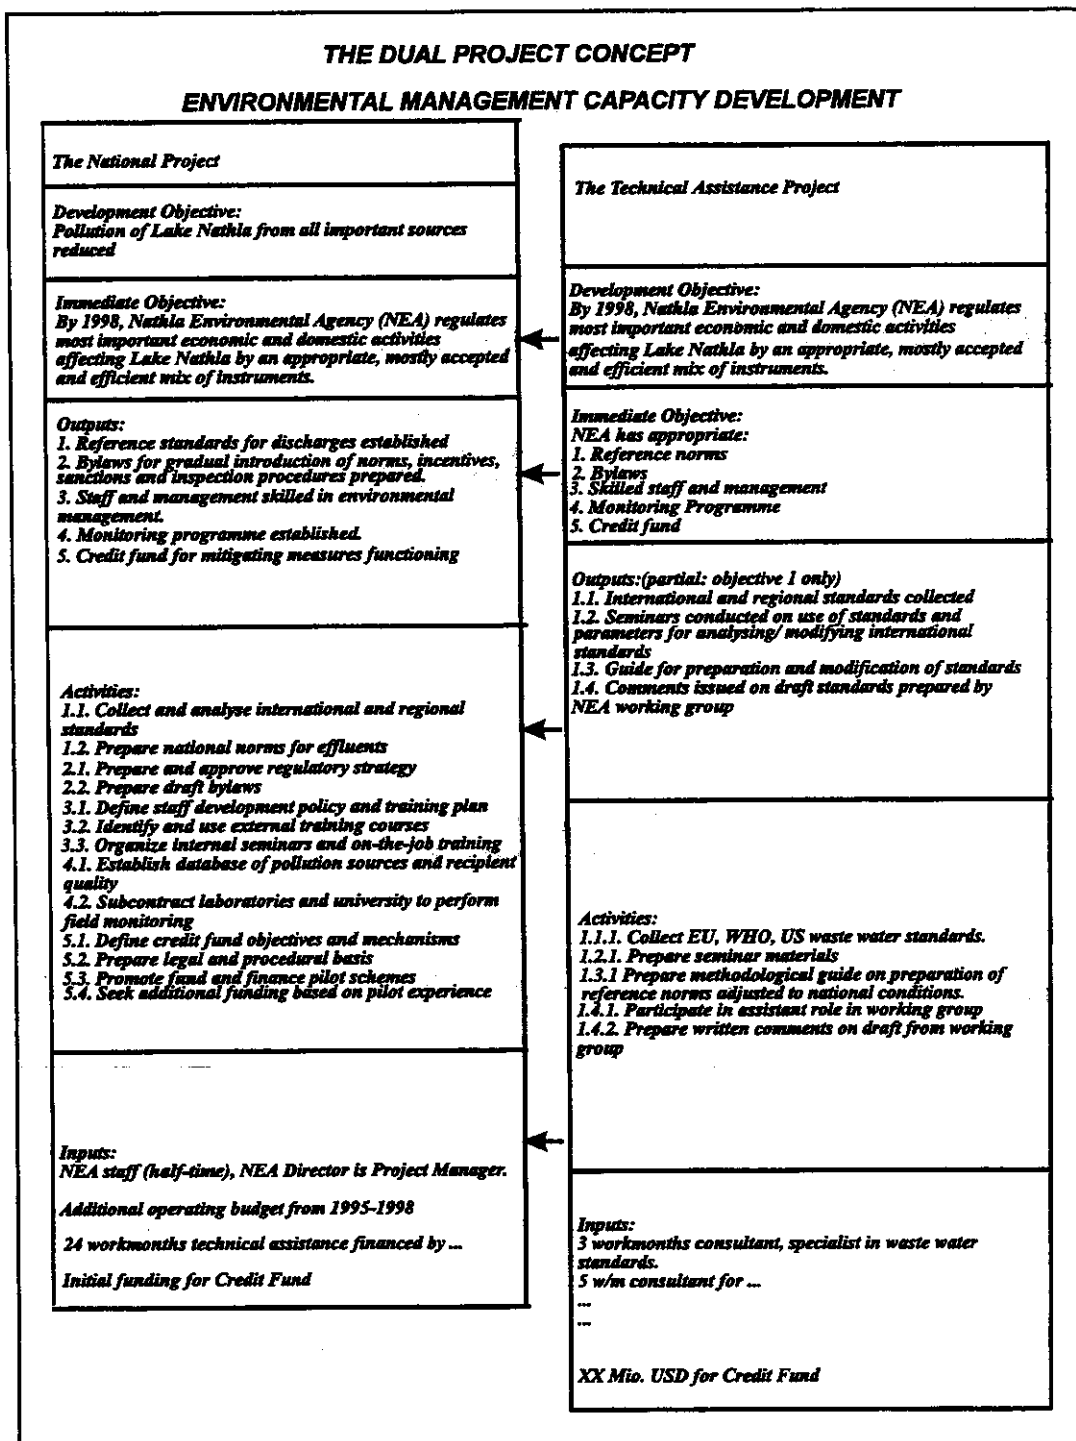 THE DUAL PROJECT CONCEPT
ENVIRONMENTAL MANAGEMENT CAPACITY DEVELOPMENT
The National Project
Development Objective:
Pollution of Lake Nathla from all important sources
reduced
Immediate Objective:
By 1998, Nathla Environmental Agency (NEA) regulates
most important economic and domestic activities
affecting Lake Nathla by an appropriate, mostly accepted
and efficient mix of instruments.
Outputs:
1. Reference standards for discharges established
2. Bylaws for gradual introduction of norms, incentives,
sanctions and inspection procedures prepared.
3. Staff and management skilled in environmental
management.
4. Monitoring programme established.
5. Credit fund for mitigating measures functioning
Activities:
1.1. Collect and analyse international and regional
standards
1.2. Prepare national norms for effluents
2.1. Prepare and approve regulatory strategy
2.2. Prepare draft bylaws
3.1. Define staff development policy and training plan
3.2. Identify and use external training courses
3.3. Organize internal seminars and on-the-job training
4.1. Establish database of pollution sources and recipient
quality
4.2. Subcontract laboratories and university to perform
field monitoring
5.1. Define credit fund objectives and mechanisms
5.2. Prepare legal and procedural basis
5.3. Promote fund and finance pilot schemes
5.4. Seek additional funding based on pilot experience
Inputs:
NEA staff (half-time), NEA Director is Project Manager.
Additional operating budget from 1995-1998
24 workmonths technical assistance financed by ...
Initial funding for Credit Fund
The Technical Assistance Project
Development Objective:
By 1998, Nathla Environmental Agency (NEA) regulates
most important economic and domestic activities
affecting Lake Nathla by an appropriate, mostly accepted
and efficient mix of instruments.
Immediate Objective:
NEA has appropriate:
1. Reference norms
2. Bylaws
3. Skilled staff and management
4. Monitoring Programme
5. Credit fund
Outputs:(partial: objective 1 only)
1.1. International and regional standards collected
1.2. Seminars conducted on use of standards and
parameters for analysing/ modifying international
standards
1.3. Guide for preparation and modification of standards
1.4. Comments issued on draft standards prepared by
NEA working group
Activities:
1.1.1. Collect EU, WHO, US waste water standards.
1.2.1. Prepare seminar materials
1.3.1 Prepare methodological guide on preparation of
reference norms adjusted to national conditions.
1.4.1. Participate in assistant role in working group
1.4.2. Prepare written comments on draft from working
group
Inputs:
3 workmonths consultant, specialist in waste water
standards.
5 w/m consultant for ...
...
...
XX Mio. USD for Credit Fund